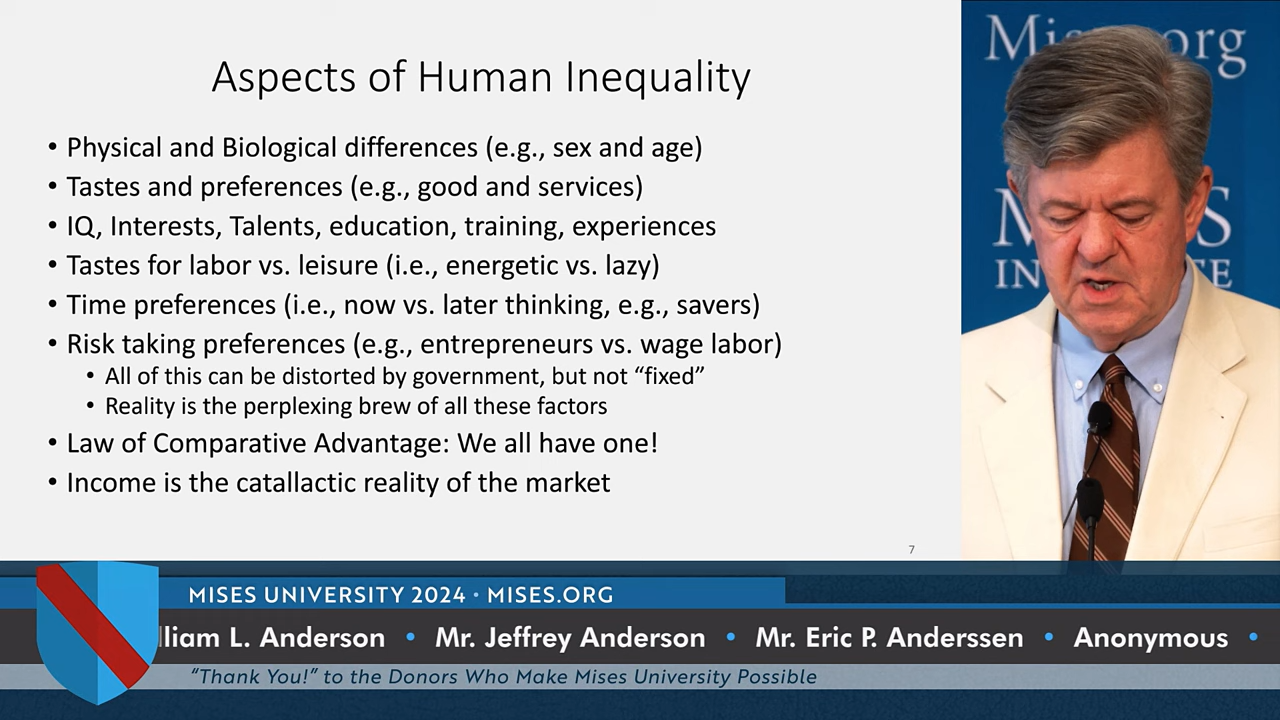 Aspects of Human Inequality
• Physical and Biological differences (e.g., sex and age)
• Tastes and preferences (e.g., good and services)
• IQ, Interests, Talents, education, training, experiences
• Tastes for labor vs. leisure (i.e., energetic vs. lazy)
• Time preferences (i.e., now vs. later thinking, e.g., savers)
• Risk taking preferences (e.g., entrepreneurs vs. wage labor)
• All of this can be distorted by government, but not “fixed”
• Reality is the perplexing brew of all these factors
• Law of Comparative Advantage: We all have one!
• Income is the catallactic reality of the market
7
MISES UNIVERSITY 2024 • MISES.ORG
lliam L. Anderson • Mr. Jeffrey Anderson • Mr. Eric P. Anderssen • Anonymous •
“Thank You!” to the Donors Who Make Mises University Possible